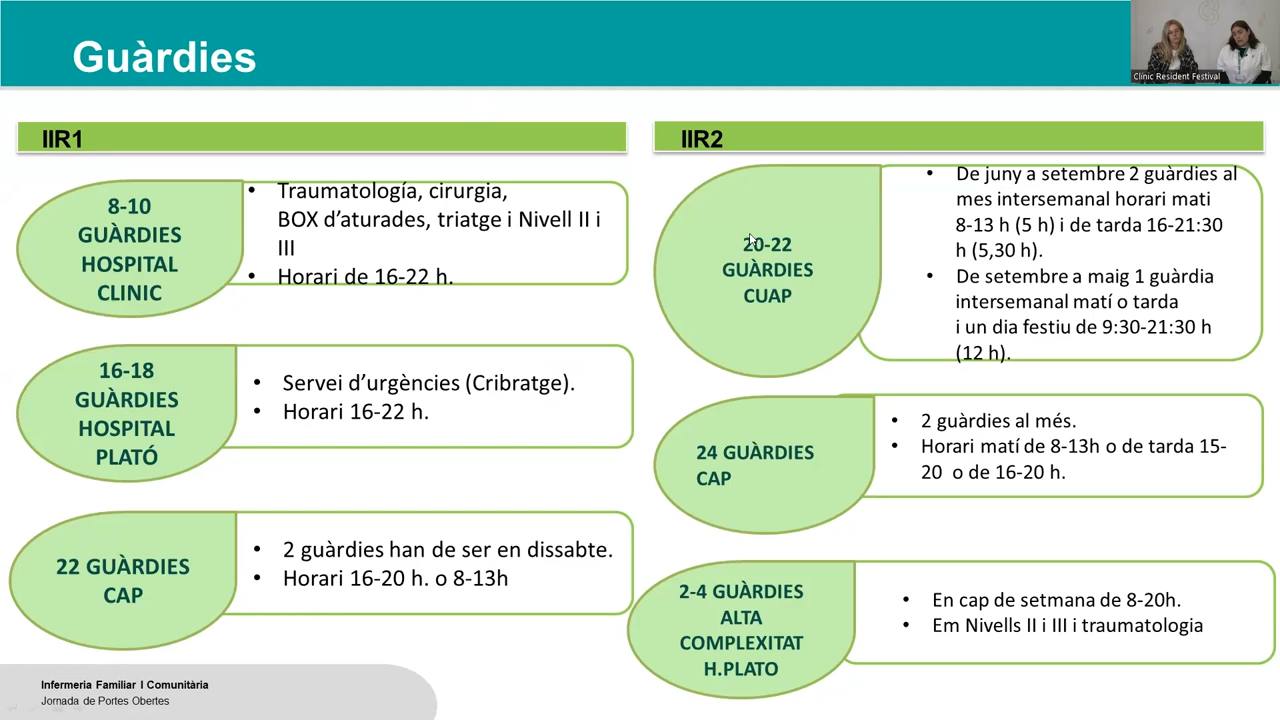 Guàrdies
Clínic Resident Festival
IIR1
8-10
GUÀRDIES
HOSPITAL
CLINIC
• Traumatología, cirurgia,
BOX d’aturades, triatge i Nivell II i
III
• Horari de 16-22 h.
16-18
GUÀRDIES
HOSPITAL
PLATÓ
• Servei d’urgències (Cribratge).
• Horari 16-22 h.
22 GUÀRDIES
CAP
• 2 guàrdies han de ser en dissabte.
• Horari 16-20 h. o 8-13h
IIR2
20-22
GUÀRDIES
CUAP
• De juny a setembre 2 guàrdies al
mes intersemanal horari mati
8-13 h (5 h) i de tarda 16-21:30
h (5,30 h).
• De setembre a maig 1 guàrdia
intersemanal matí o tarda
i un dia festiu de 9:30-21:30 h
(12 h).
24 GUÀRDIES
CAP
• 2 guàrdies al més.
• Horari matí de 8-13h o de tarda 15-
20 o de 16-20 h.
2-4 GUÀRDIES
ALTA
COMPLEXITAT
H.PLATO
• En cap de setmana de 8-20h.
• Em Nivells II i III i traumatologia
Infermeria Familiar I Comunitària
Jornada de Portes Obertes